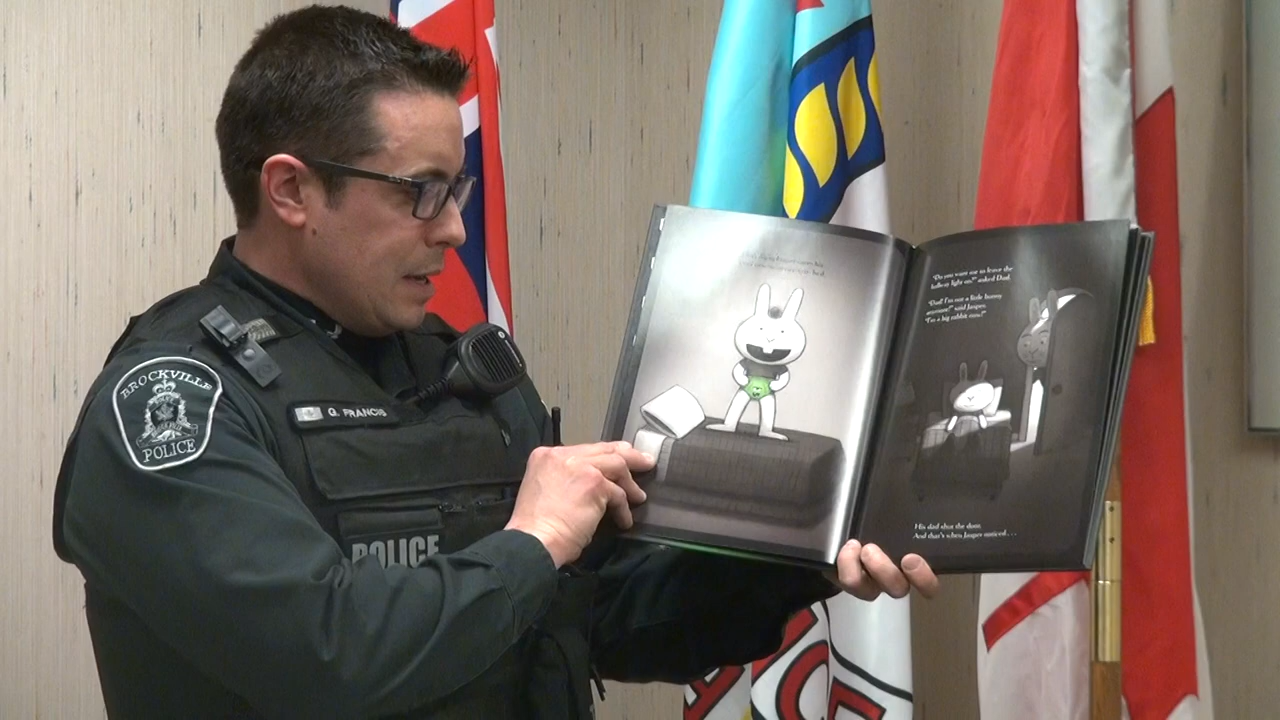 BROCKVILLE
POLICE
G. FRANCIS
POLICE
"Do you want me to leave the
hallway light on?" asked Dad.
"Dad! I'm not a little bunny
anymore!" said Jasper.
"I'm a big rabbit now!"
His dad shut the door.
And that's when Jasper noticed . . .